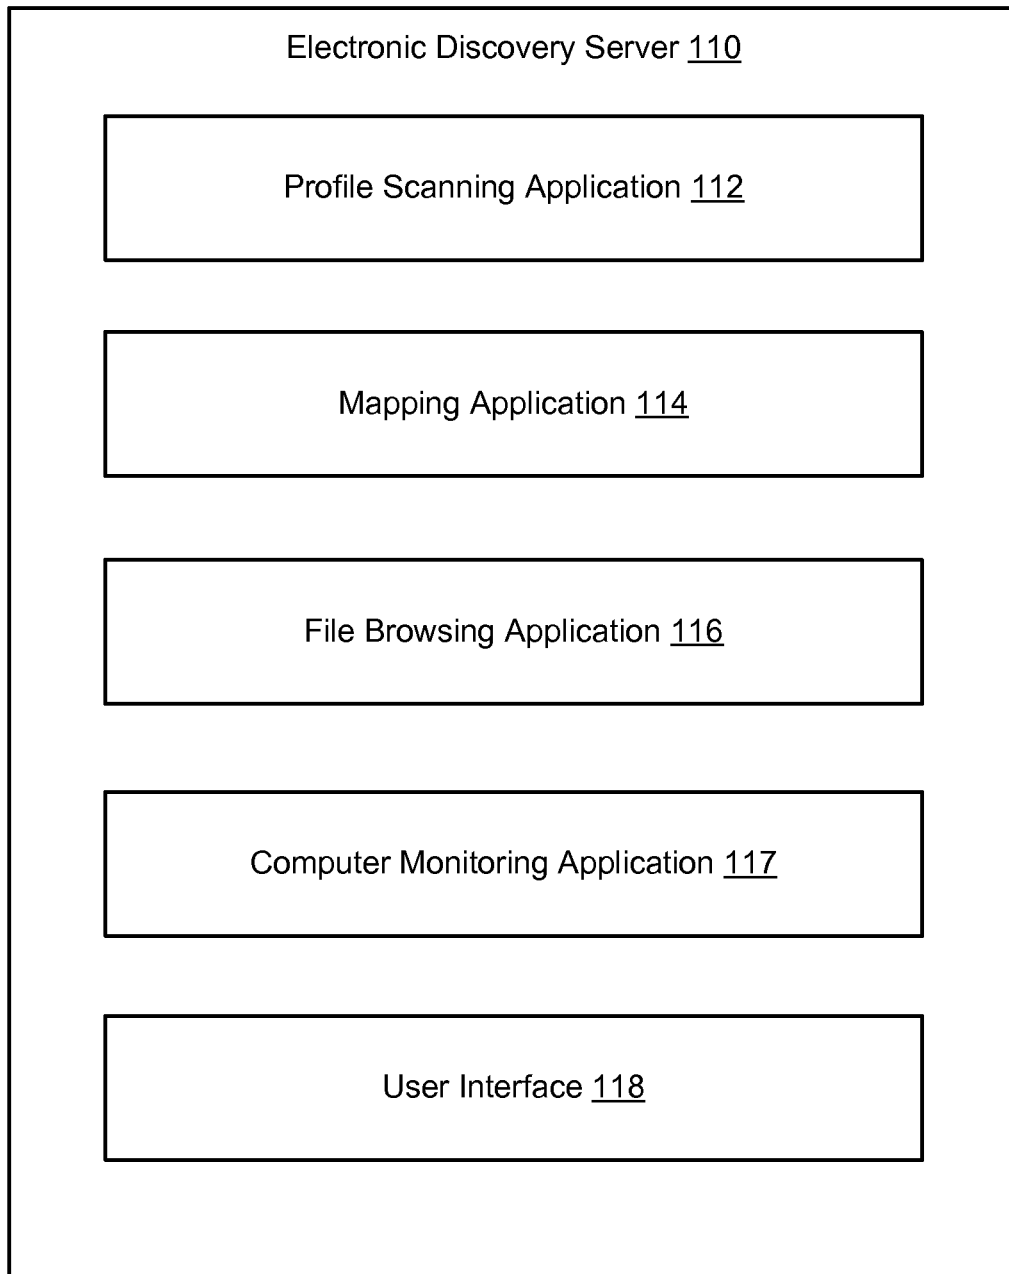 Electronic Discovery Server 110
Profile Scanning Application 112
Mapping Application 114
File Browsing Application 116
Computer Monitoring Application 117
User Interface 118